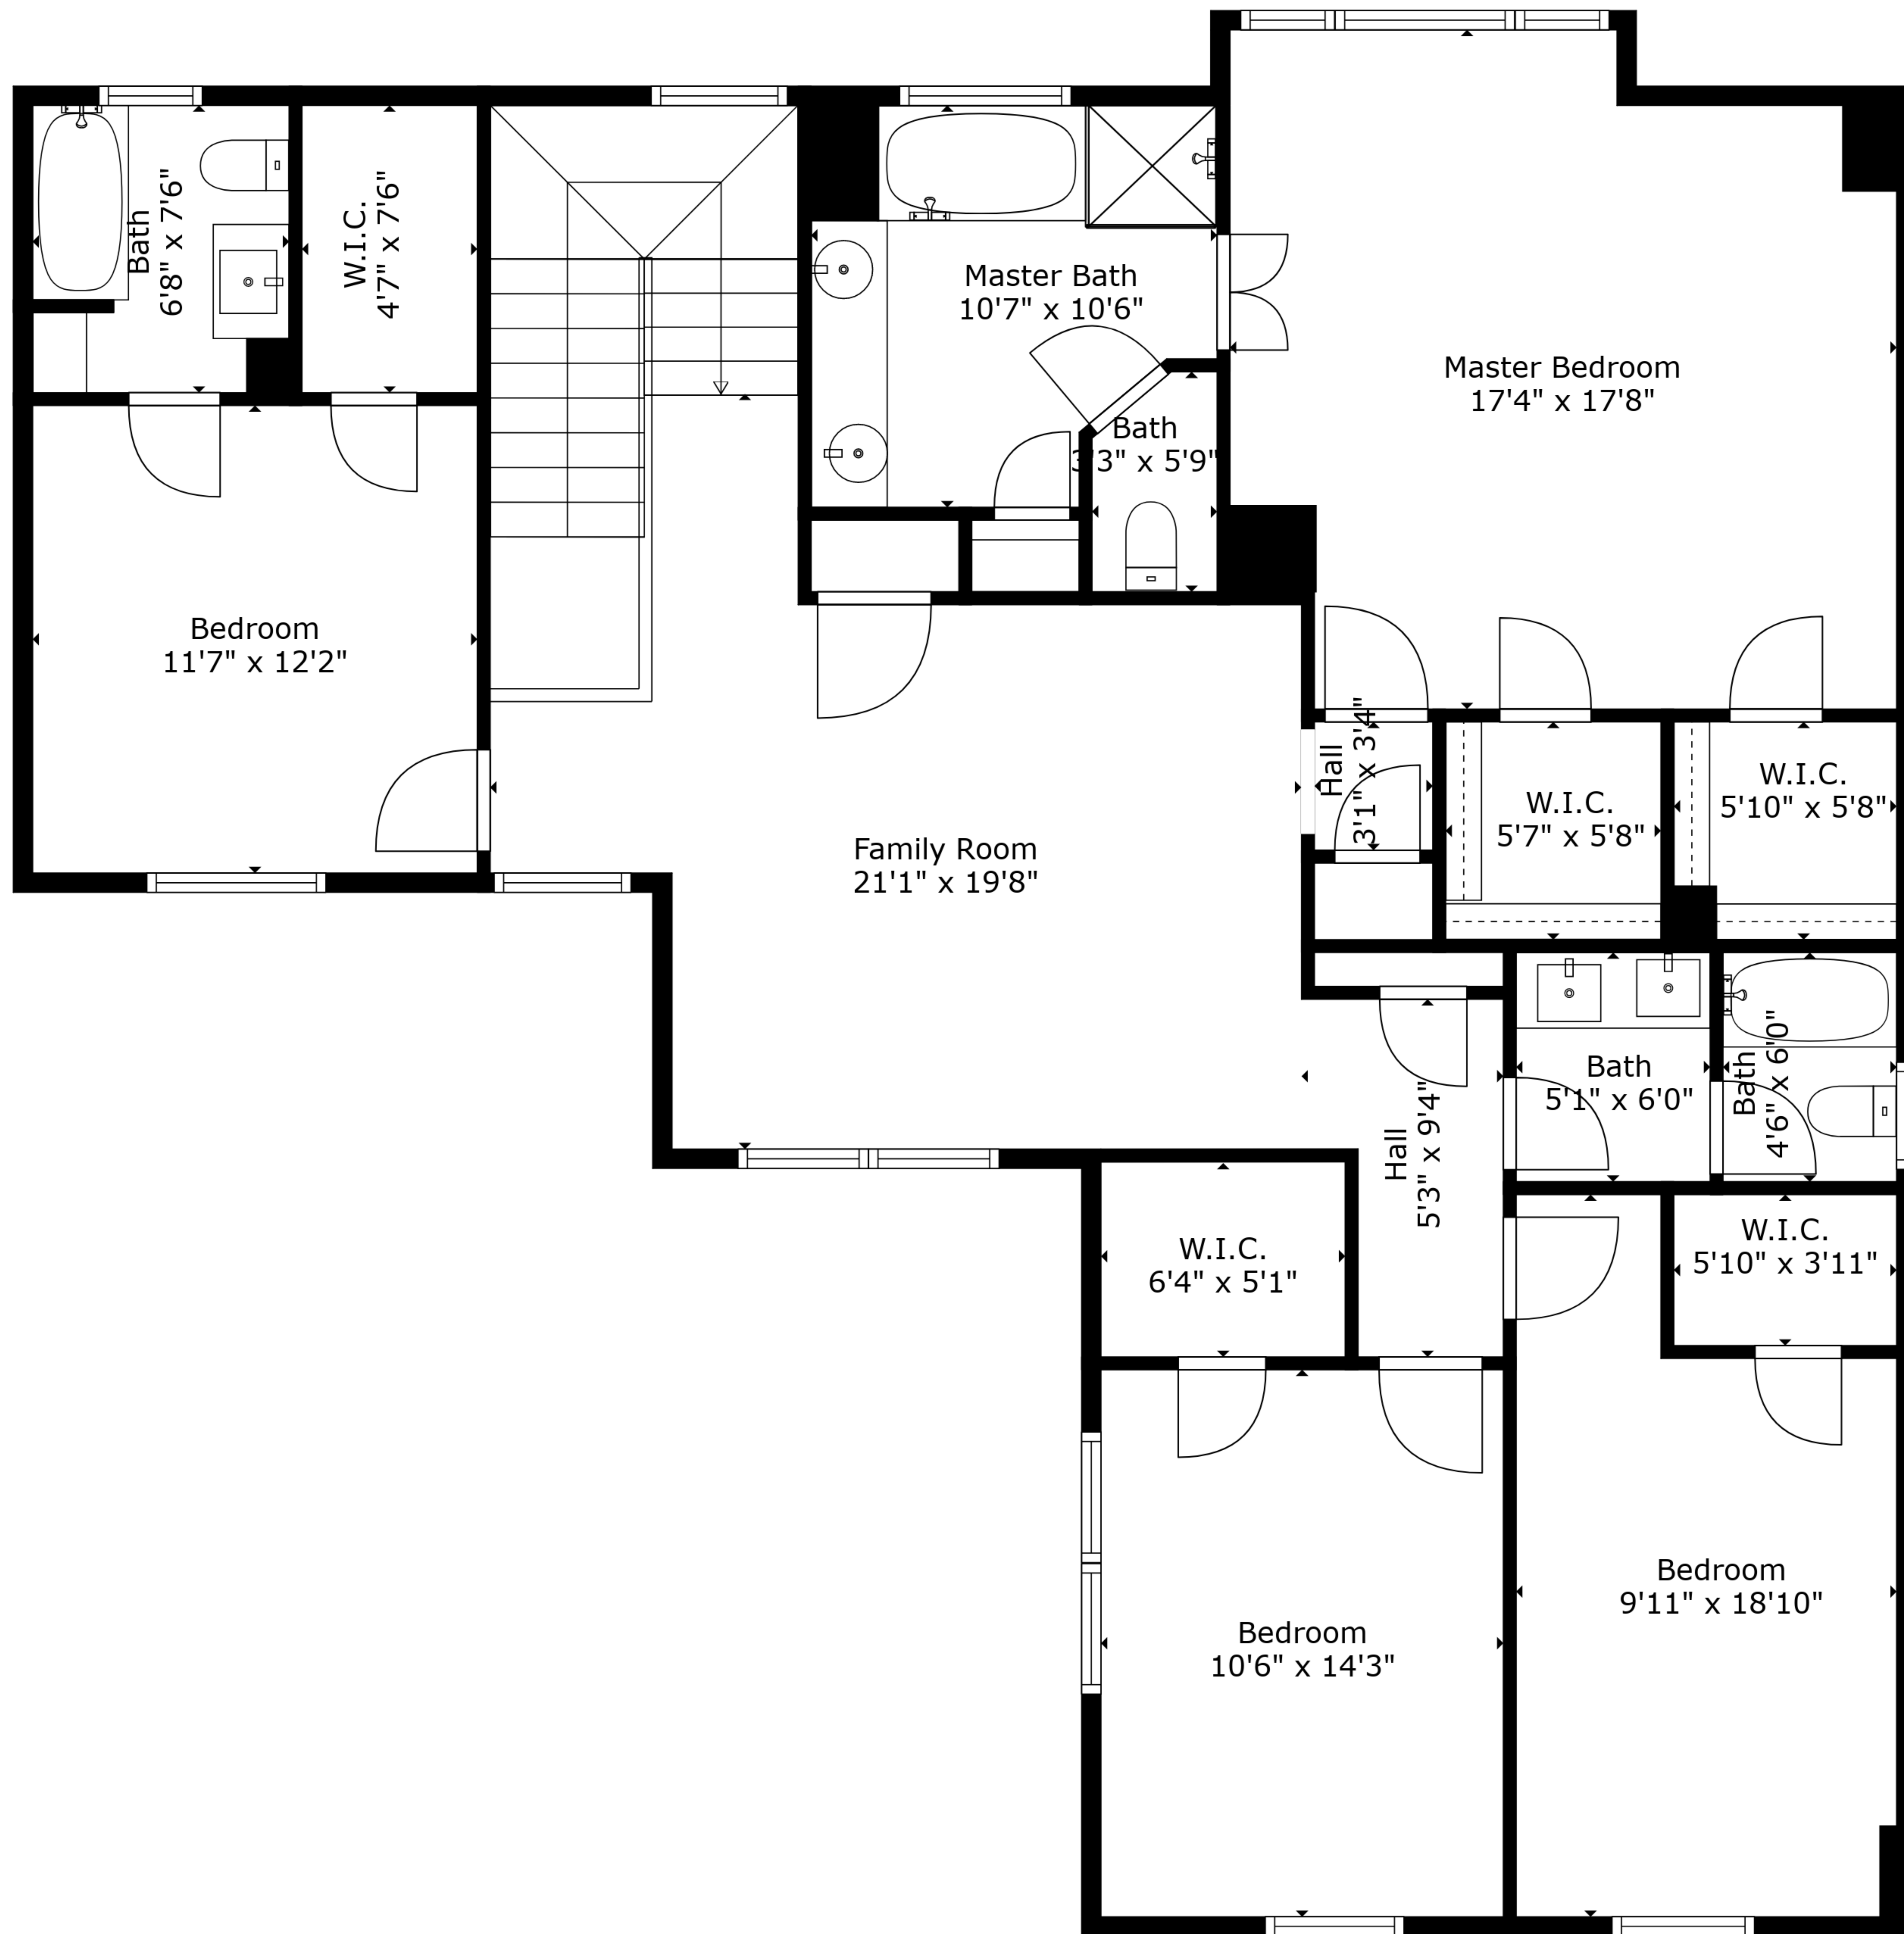 Bath
6'8" x 7'6"
W.I.C.
4'7" x 7'6"
Master Bath
10'7" x 10'6"
Master Bedroom
17'4" x 17'8"
Bath
3'3" x 5'9"
Bedroom
11'7" x 12'2"
Family Room
21'1" x 19'8"
Hall
3'1" x 3'4"
W.I.C.
5'7" x 5'8"
W.I.C.
5'10" x 5'8"
Bath
5'1" x 6'0"
Bath
4'6" x 6'0"
Hall
5'3" x 9'4"
W.I.C.
6'4" x 5'1"
W.I.C.
5'10" x 3'11"
Bedroom
9'11" x 18'10"
Bedroom
10'6" x 14'3"